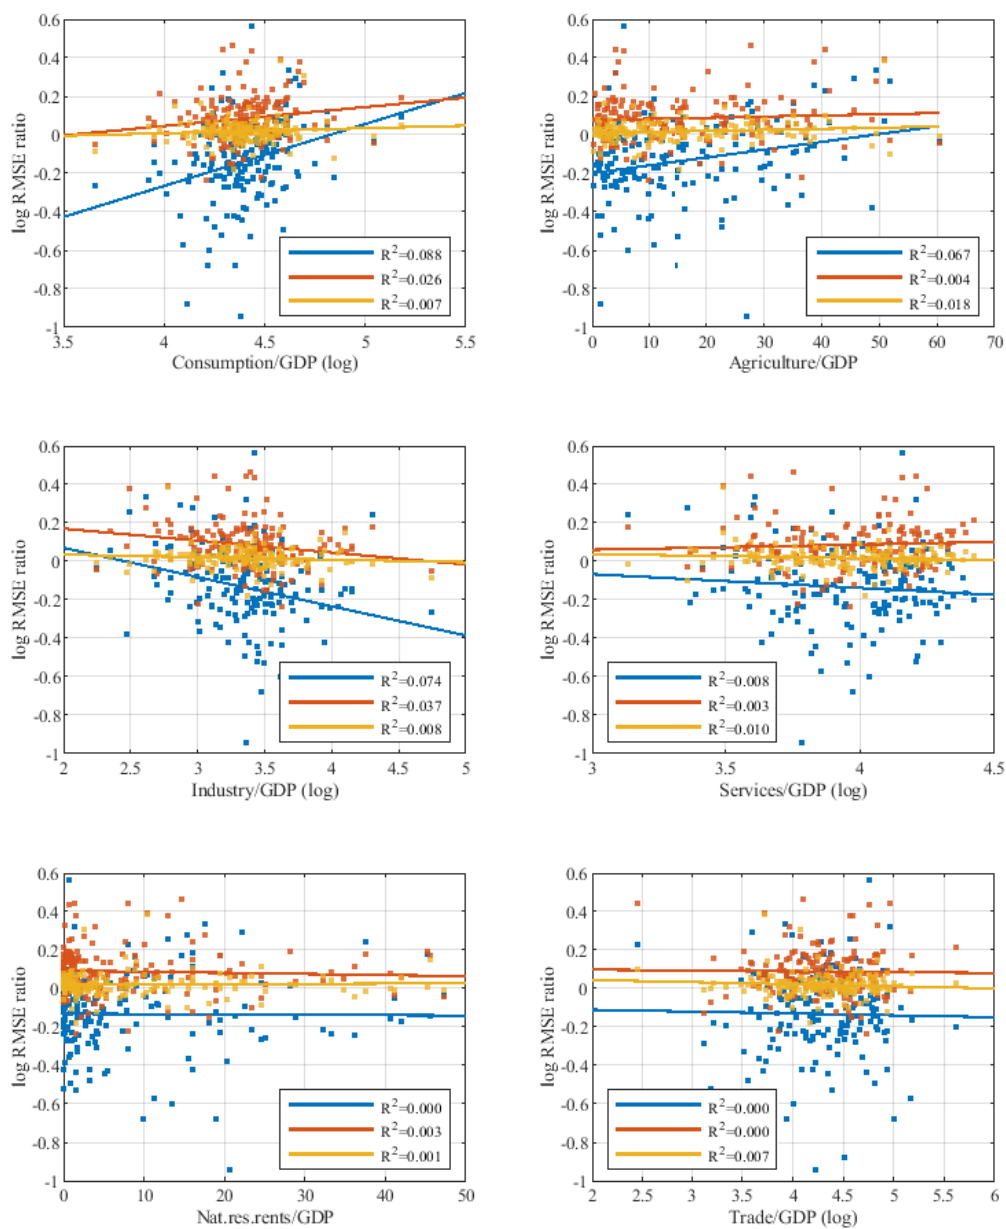 0.6
0.4
0.2
0
-0.2
-0.4
-0.6
-0.8
-1
log RMSE ratio
R²=0.088
R²=0.026
R²=0.007
3.5 4 4.5 5 5.5
Consumption/GDP (log)
0.6
0.4
0.2
0
-0.2
-0.4
-0.6
-0.8
-1
log RMSE ratio
R²=0.067
R²=0.004
R²=0.018
0 10 20 30 40 50 60 70
Agriculture/GDP
0.6
0.4
0.2
0
-0.2
-0.4
-0.6
-0.8
-1
log RMSE ratio
R²=0.074
R²=0.037
R²=0.008
2 2.5 3 3.5 4 4.5 5
Industry/GDP (log)
0.6
0.4
0.2
0
-0.2
-0.4
-0.6
-0.8
-1
log RMSE ratio
R²=0.008
R²=0.003
R²=0.010
3 3.5 4 4.5
Services/GDP (log)
0.6
0.4
0.2
0
-0.2
-0.4
-0.6
-0.8
-1
log RMSE ratio
R²=0.000
R²=0.003
R²=0.001
0 10 20 30 40 50
Nat.res.rents/GDP
0.6
0.4
0.2
0
-0.2
-0.4
-0.6
-0.8
-1
log RMSE ratio
R²=0.000
R²=0.000
R²=0.007
2 2.5 3 3.5 4 4.5 5 5.5 6
Trade/GDP (log)